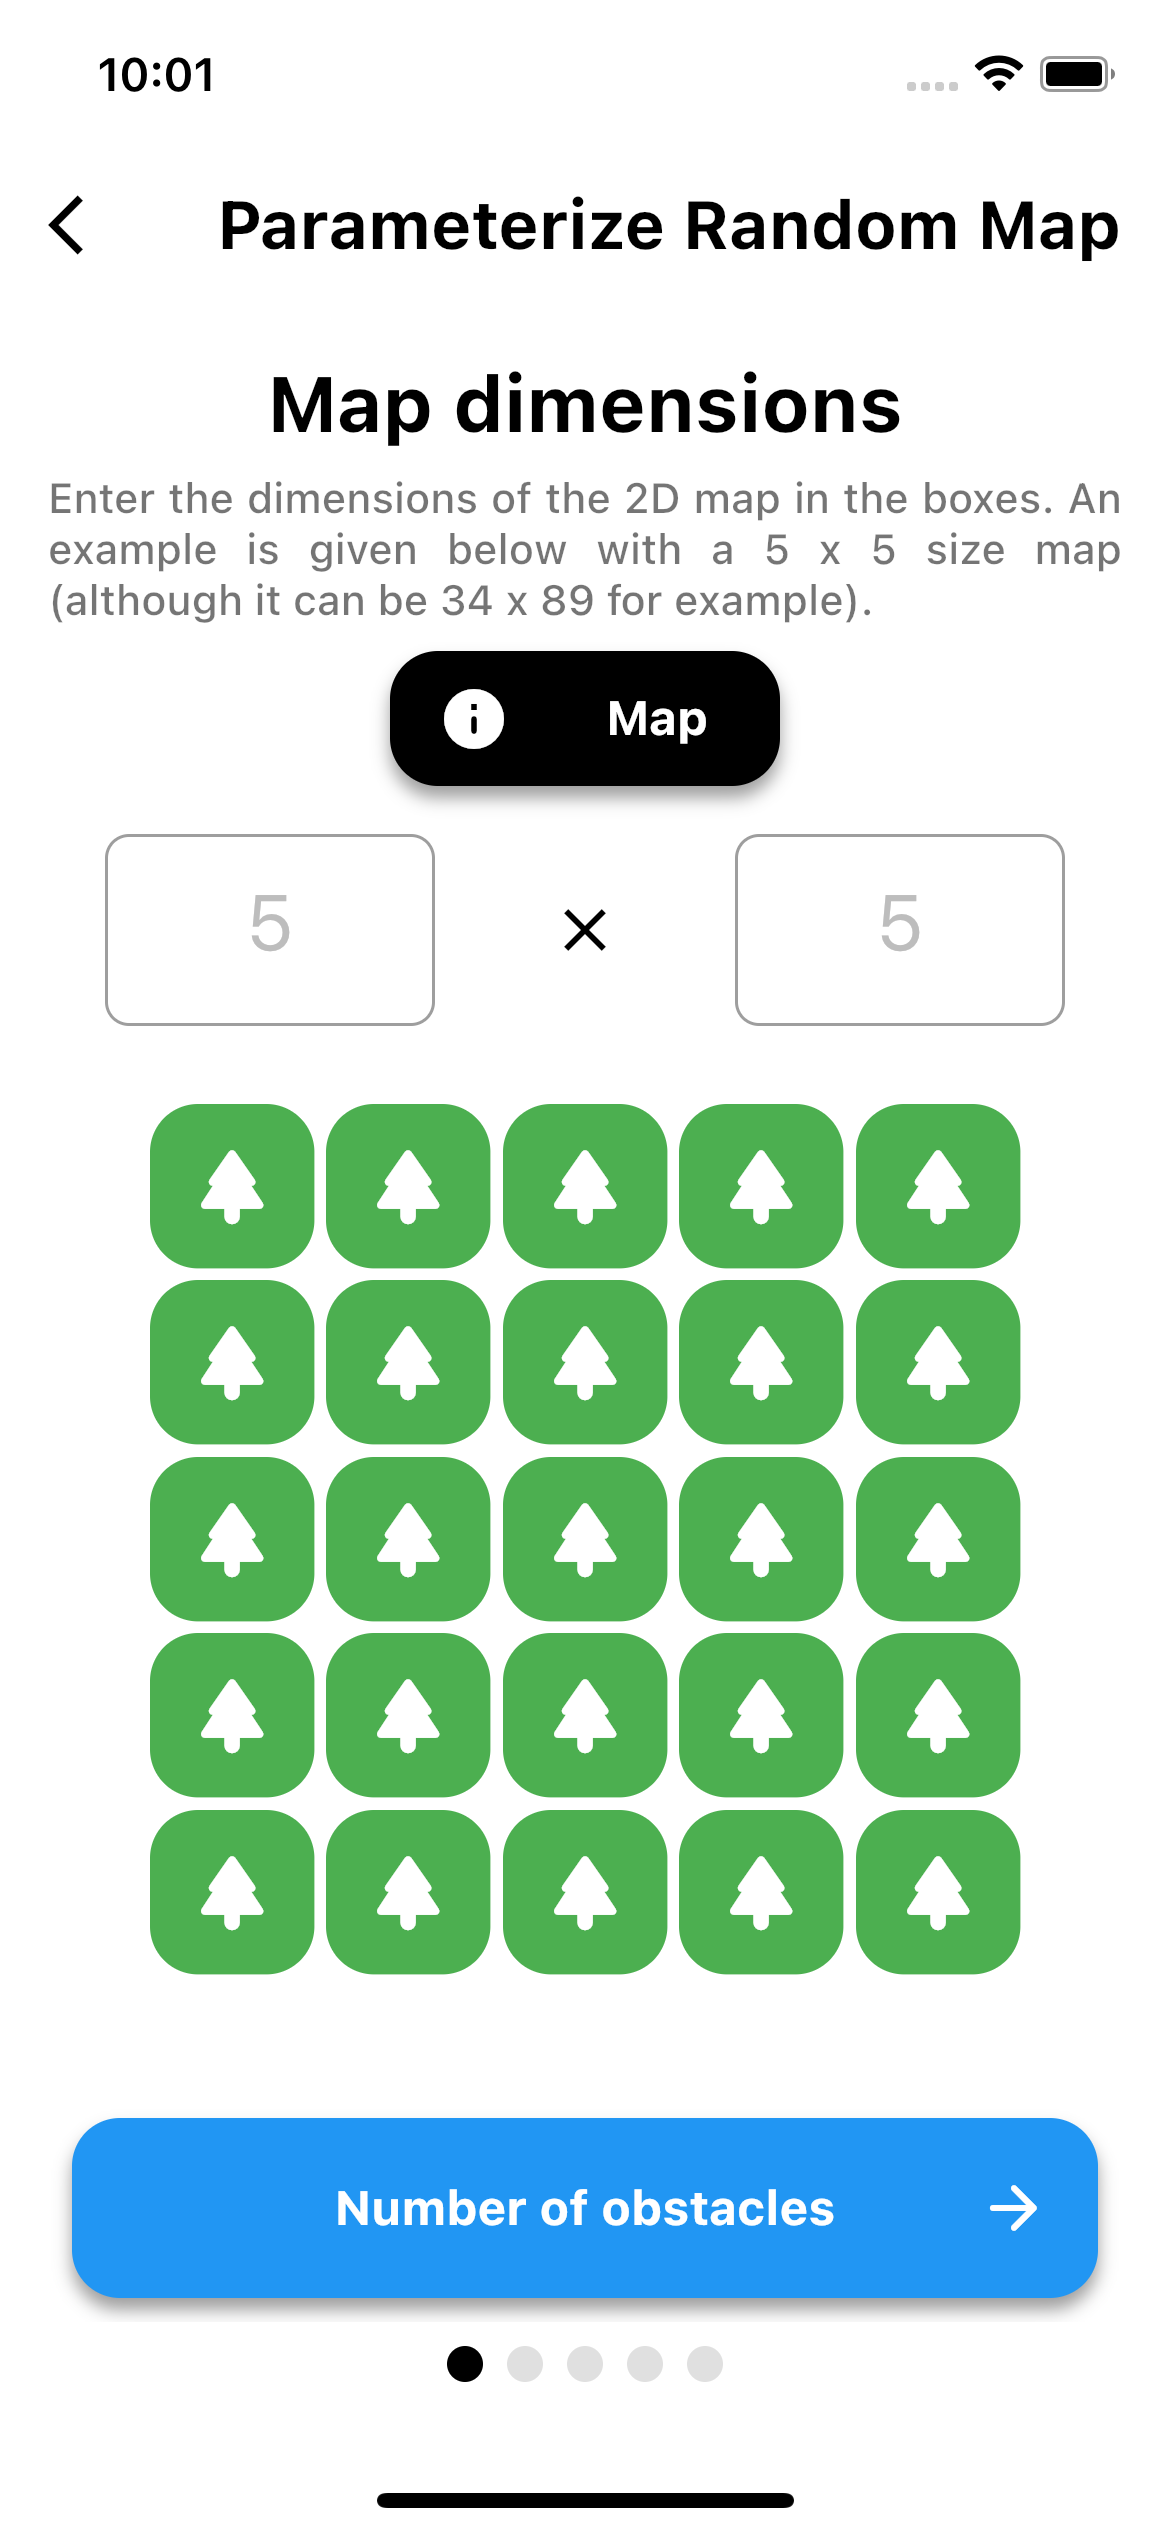 10:01
Parameterize Random Map
Map dimensions
Enter the dimensions of the 2D map in the boxes. An
example is given below with a 5 x 5 size map
(although it can be 34 x 89 for example).
Map
5 × 5
Number of obstacles